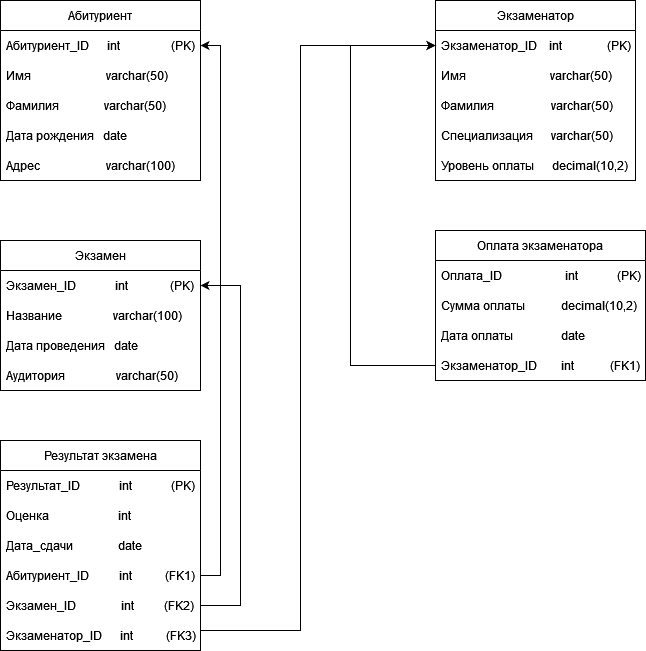 Абитуриент
Абитуриент_ID int (PK)
Имя varchar(50)
Фамилия varchar(50)
Дата рождения date
Адрес varchar(100)
Экзаменатор
Экзаменатор_ID int (PK)
Имя varchar(50)
Фамилия varchar(50)
Специализация varchar(50)
Уровень оплаты decimal(10,2)
Экзамен
Экзамен_ID int (PK)
Название varchar(100)
Дата проведения date
Аудитория varchar(50)
Оплата экзаменатора
Оплата_ID int (PK)
Сумма оплаты decimal(10,2)
Дата оплаты date
Экзаменатор_ID int (FK1)
Результат экзамена
Результат_ID int (PK)
Оценка int
Дата_сдачи date
Абитуриент_ID int (FK1)
Экзамен_ID int (FK2)
Экзаменатор_ID int (FK3)